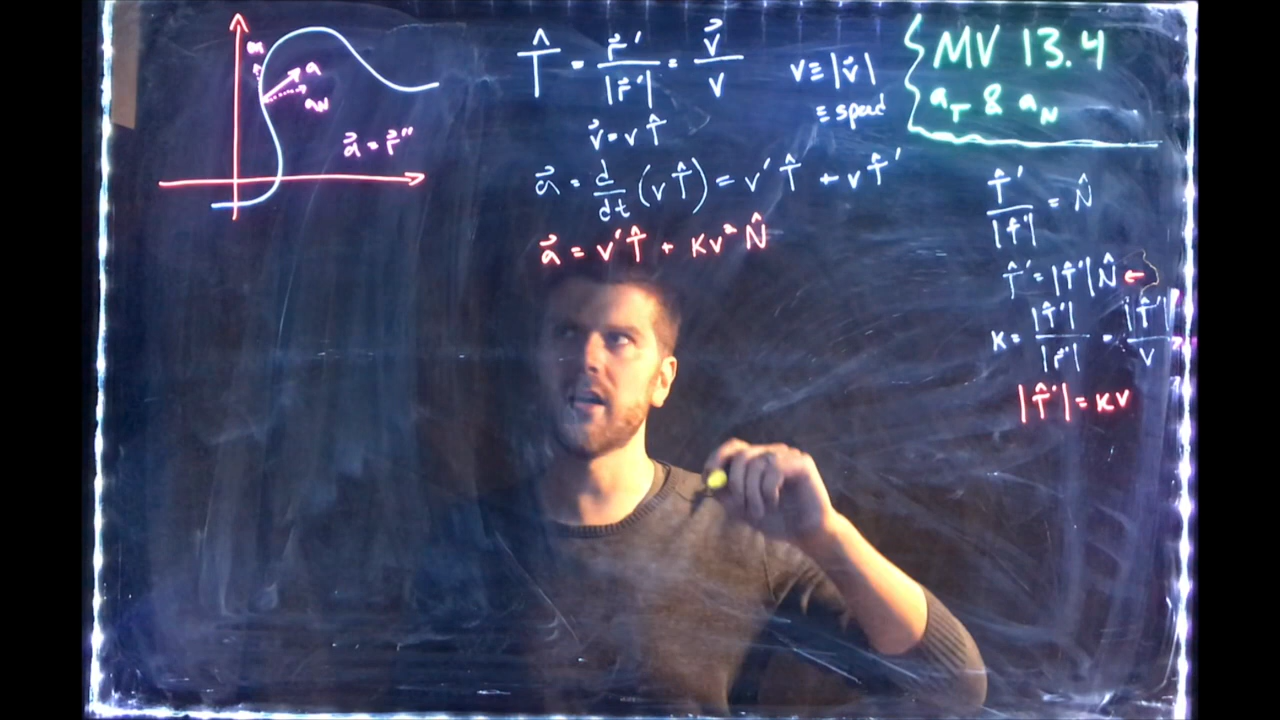 MV 13.4
a_T & a_N
a
a_N
a⃗ = r⃗''
T̂ = r⃗' / |r⃗'| = v⃗ / v
v ≡ |v⃗|
≡ speed
v⃗ = v T̂
a⃗ = d/dt (v T̂) = v' T̂ + v T̂'
a⃗ = v' T̂ + κv² N̂
T̂' / |T̂'| = N̂
T̂' = |T̂'| N̂ ←
κ = |T̂'| / |r⃗'| = |T̂'| / v
|T̂'| = κv